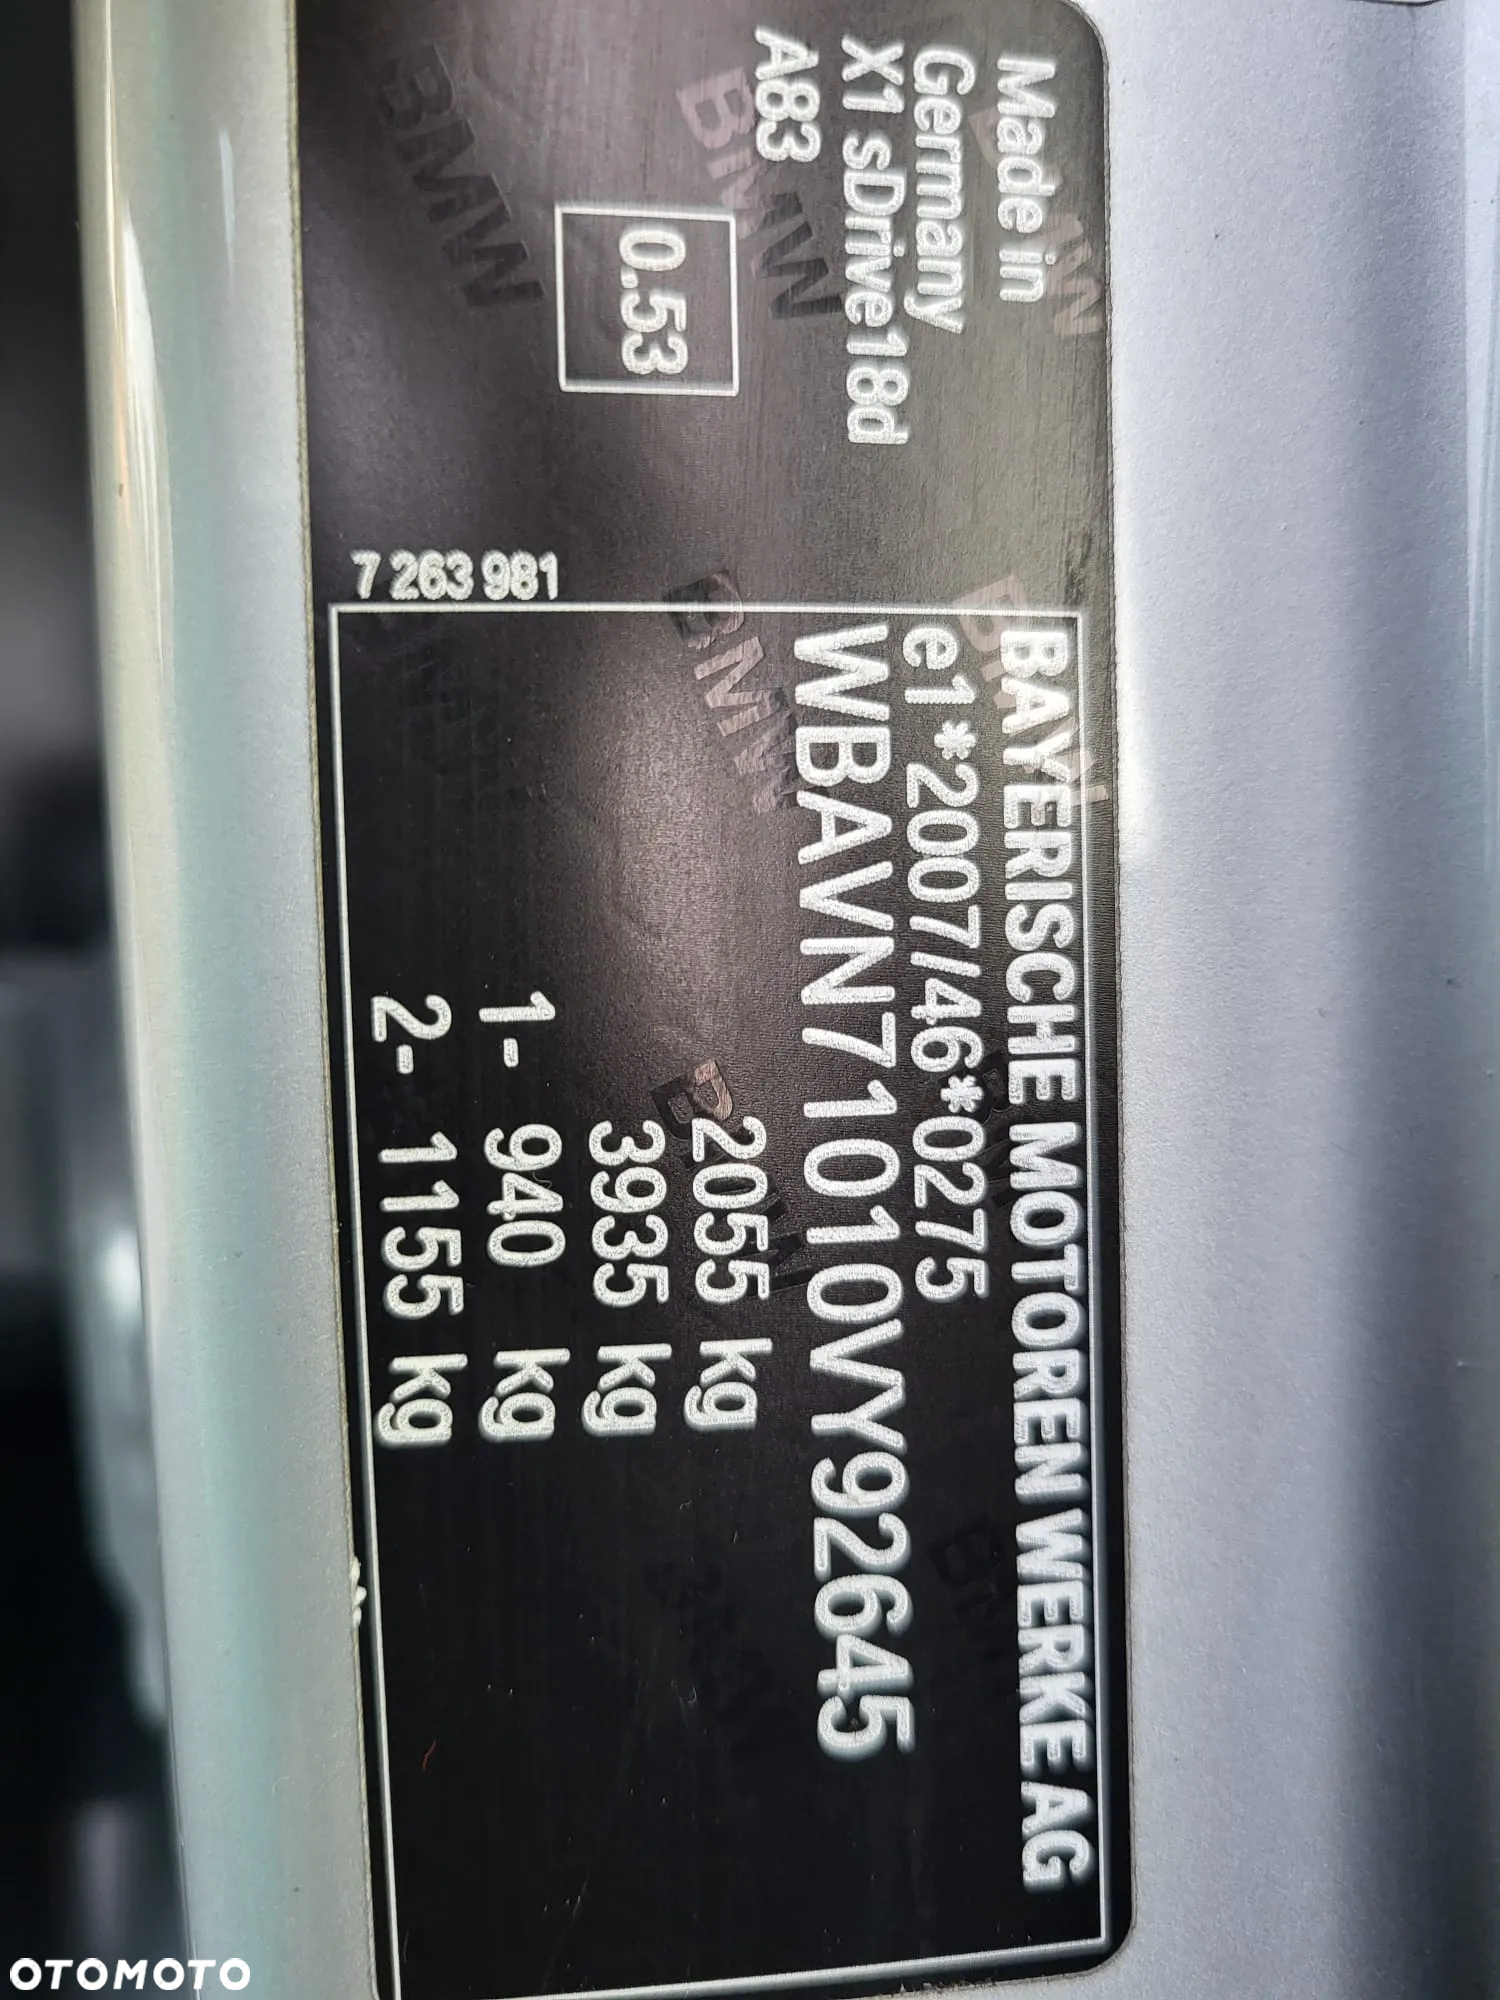 Made in
Germany
X1 sDrive18d
A83
0.53
7 263 981
BAYERISCHE MOTOREN WERKE AG
e1*2007/46*0275
WBAVN71010VY92645
2055 kg
3935 kg
1- 940 kg
2- 1155 kg
OTOMOTO